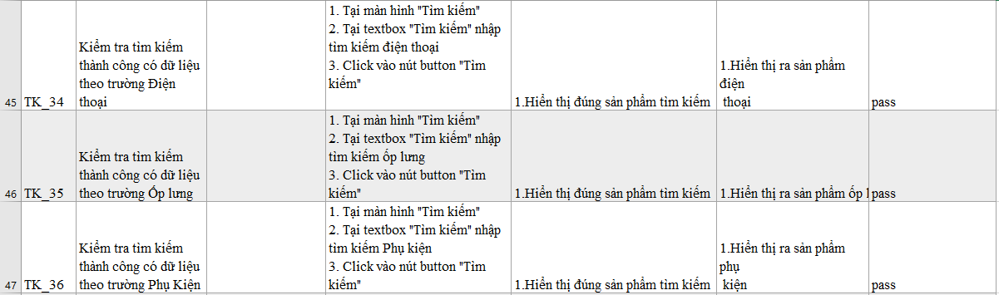 45
TK_34
Kiểm tra tìm kiếm
thành công có dữ liệu
theo trường Điện
thoại
1. Tại màn hình "Tìm kiếm"
2. Tại textbox "Tìm kiếm" nhập
tìm kiếm điện thoại
3. Click vào nút button "Tìm
kiếm"
1.Hiển thị đúng sản phẩm tìm kiếm
1.Hiển thị ra sản phẩm
điện
thoại
pass
46
TK_35
Kiểm tra tìm kiếm
thành công có dữ liệu
theo trường Ốp lưng
1. Tại màn hình "Tìm kiếm"
2. Tại textbox "Tìm kiếm" nhập
tìm kiếm ốp lưng
3. Click vào nút button "Tìm
kiếm"
1.Hiển thị đúng sản phẩm tìm kiếm
1.Hiển thị ra sản phẩm ốp
pass
47
TK_36
Kiểm tra tìm kiếm
thành công có dữ liệu
theo trường Phụ Kiện
1. Tại màn hình "Tìm kiếm"
2. Tại textbox "Tìm kiếm" nhập
tìm kiếm Phụ kiện
3. Click vào nút button "Tìm
kiếm"
1.Hiển thị đúng sản phẩm tìm kiếm
1.Hiển thị ra sản phẩm
phụ
kiện
pass